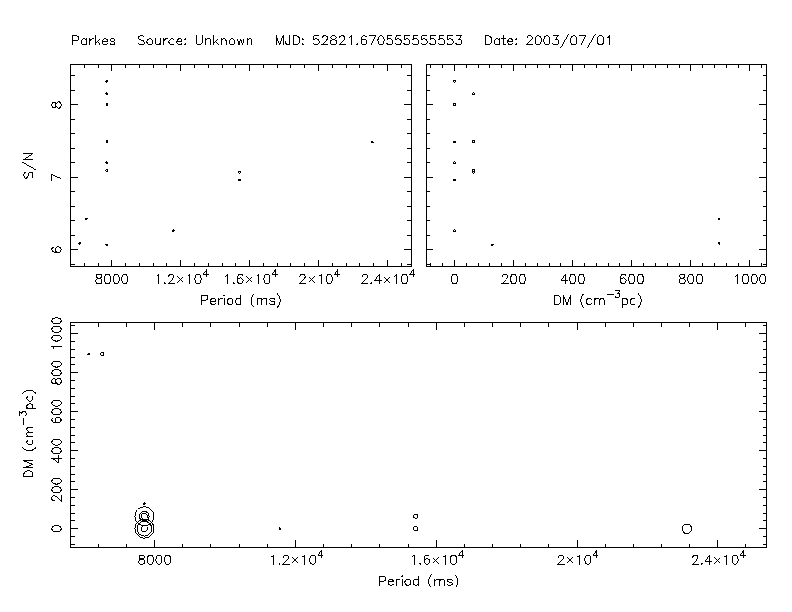 Parkes Source: Unknown MJD: 52821.670555555553 Date: 2003/07/01
S/N
8
7
6
8000 1.2×10⁴ 1.6×10⁴ 2×10⁴ 2.4×10⁴
Period (ms)
0 200 400 600 800 1000
DM (cm⁻³pc)
DM (cm⁻³pc)
1000
800
600
400
200
0
8000 1.2×10⁴ 1.6×10⁴ 2×10⁴ 2.4×10⁴
Period (ms)